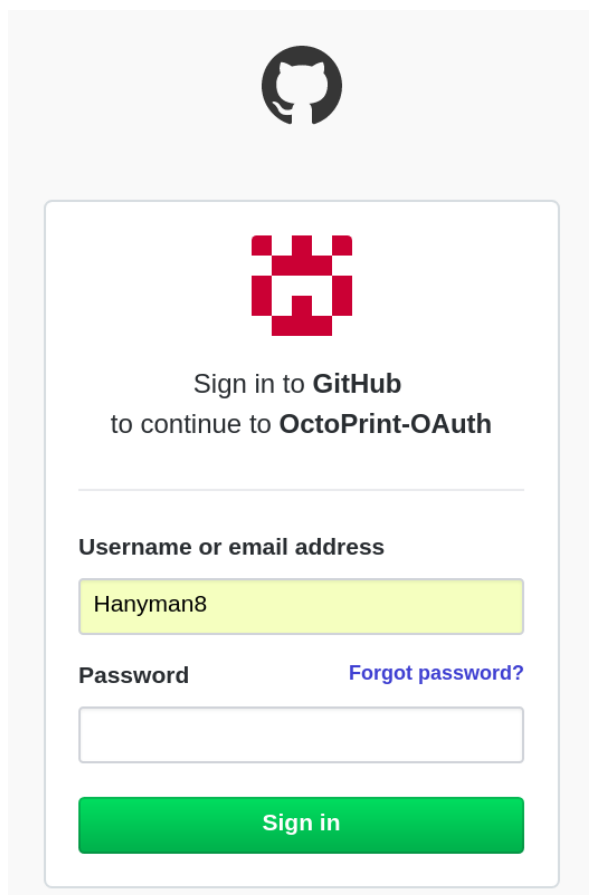 Sign in to GitHub
to continue to OctoPrint-OAuth
Username or email address
Hanyman8
Password Forgot password?
Sign in